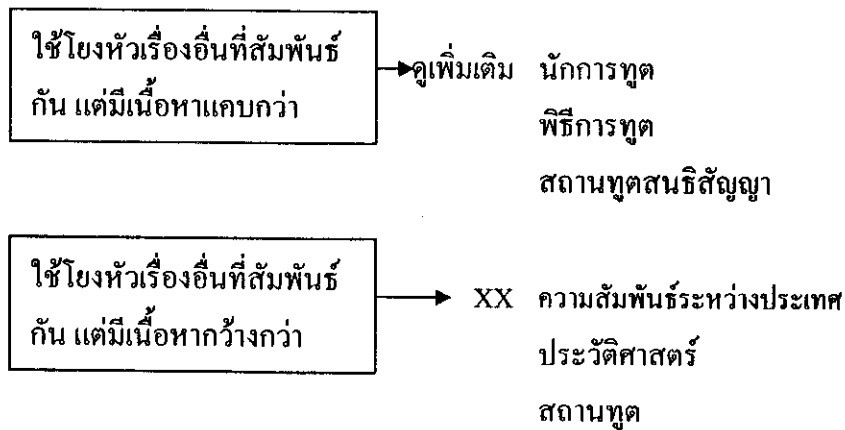 ใช้โยงหัวเรื่องอื่นที่สัมพันธ์
กัน แต่มีเนื้อหาแคบกว่า
ดูเพิ่มเติม นักการทูต
พิธีการทูต
สถานทูตสนธิสัญญา
ใช้โยงหัวเรื่องอื่นที่สัมพันธ์
กัน แต่มีเนื้อหากว้างกว่า
XX ความสัมพันธ์ระหว่างประเทศ
ประวัติศาสตร์
สถานทูต